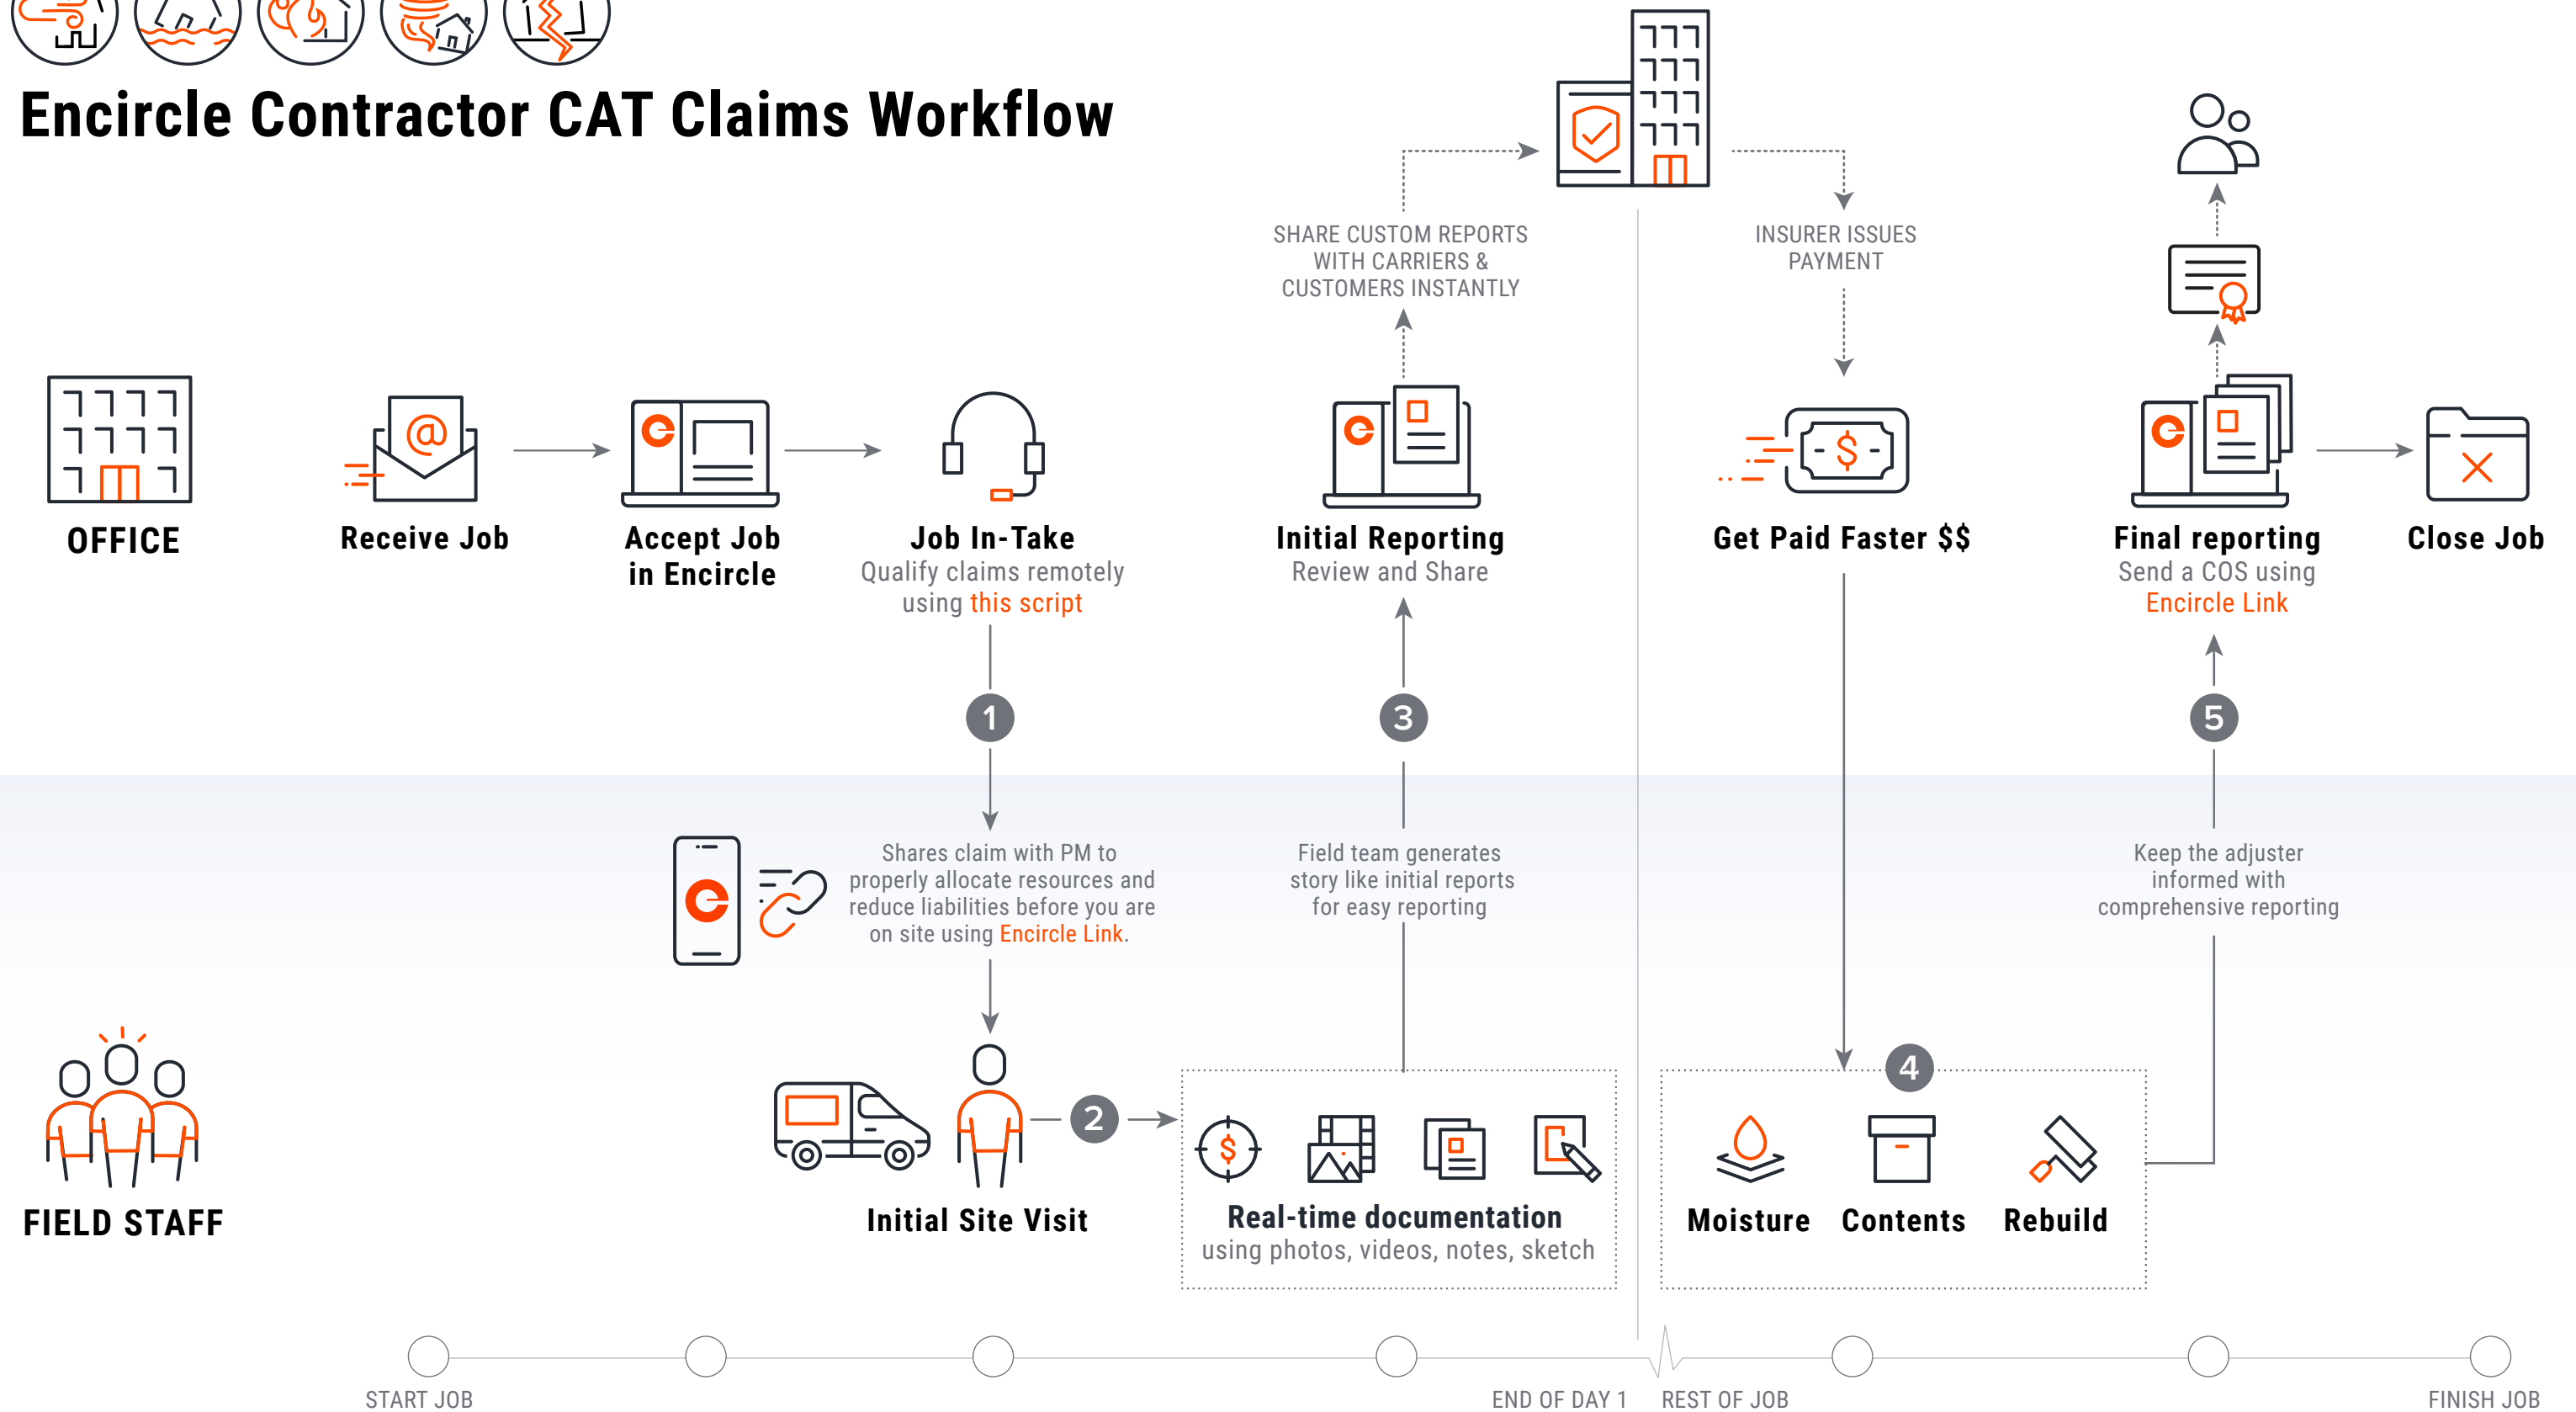 Encircle Contractor CAT Claims Workflow
SHARE CUSTOM REPORTS
WITH CARRIERS &
CUSTOMERS INSTANTLY
INSURER ISSUES
PAYMENT
@
$
OFFICE
Receive Job
Accept Job
in Encircle
Job In-Take
Qualify claims remotely
using this script
Initial Reporting
Review and Share
Get Paid Faster $$
Final reporting
Send a COS using
Encircle Link
Close Job
1
3
5
Shares claim with PM to
properly allocate resources and
reduce liabilities before you are
on site using Encircle Link.
Field team generates
story like initial reports
for easy reporting
Keep the adjuster
informed with
comprehensive reporting
FIELD STAFF
Initial Site Visit
2
$
Real-time documentation
using photos, videos, notes, sketch
4
Moisture
Contents
Rebuild
START JOB
END OF DAY 1
REST OF JOB
FINISH JOB